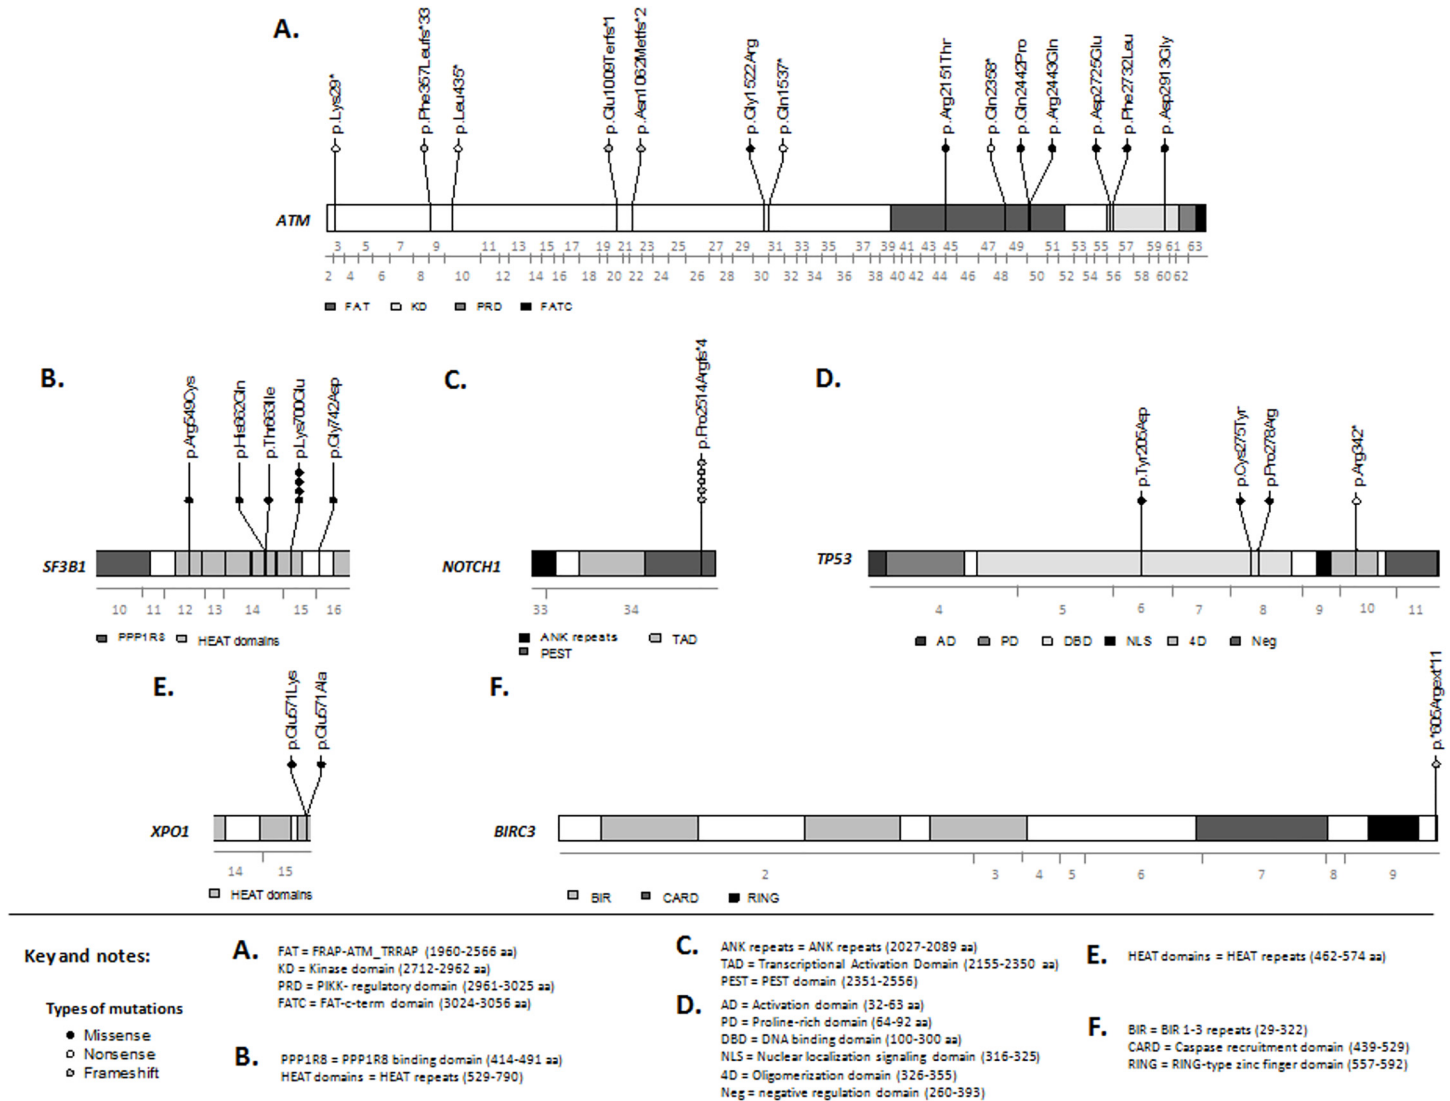 A.
p.Lys29*
p.Phe357Leufs*33
p.Leu435*
p.Glu1009Terfs*1
p.Asn1062Metfs*2
p.Gly1522Arg
p.Gln1537*
p.Arg2151Thr
p.Gln2358*
p.Gln2442Pro
p.Arg2443Gln
p.Asp2725Glu
p.Phe2732Leu
p.Asp2913Gly
ATM
3 5 7 9 11 13 15 17 19 21 23 25 27 29 31 33 35 37 39 41 43 45 47 49 51 53 55 57 59 61 63
2 4 6 8 10 12 14 16 18 20 22 24 26 28 30 32 34 36 38 40 42 44 46 48 50 52 54 56 58 60 62
FAT KD PRD FATC
B.
p.Arg549Cys
p.His662Gln
p.Thr663Ile
p.Lys700Glu
p.Gly742Asp
SF3B1
10 11 12 13 14 15 16
PPP1R8 HEAT domains
C.
p.Pro2514Argfs*4
NOTCH1
33 34
ANK repeats TAD
PEST
D.
p.Tyr205Asp
p.Cys275Tyr
p.Pro278Arg
p.Arg342*
TP53
4 5 6 7 8 9 10 11
AD PD DBD NLS 4D Neg
E.
p.Glu571Lys
p.Glu571Ala
XPO1
14 15
HEAT domains
F.
p.*605Argext*11
BIRC3
2 3 4 5 6 7 8 9
BIR CARD RING
Key and notes:
Types of mutations
Missense
Nonsense
Frameshift
A.
FAT = FRAP-ATM_TRRAP (1960-2566 aa)
KD = Kinase domain (2712-2962 aa)
PRD = PIKK- regulatory domain (2961-3025 aa)
FATC = FAT-c-term domain (3024-3056 aa)
B.
PPP1R8 = PPP1R8 binding domain (414-491 aa)
HEAT domains = HEAT repeats (529-790)
C.
ANK repeats = ANK repeats (2027-2089 aa)
TAD = Transcriptional Activation Domain (2155-2350 aa)
PEST = PEST domain (2351-2556)
D.
AD = Activation domain (32-63 aa)
PD = Proline-rich domain (64-92 aa)
DBD = DNA binding domain (100-300 aa)
NLS = Nuclear localization signaling domain (316-325)
4D = Oligomerization domain (326-355)
Neg = negative regulation domain (260-393)
E.
HEAT domains = HEAT repeats (462-574 aa)
F.
BIR = BIR 1-3 repeats (29-322)
CARD = Caspase recruitment domain (439-529)
RING = RING-type zinc finger domain (557-592)